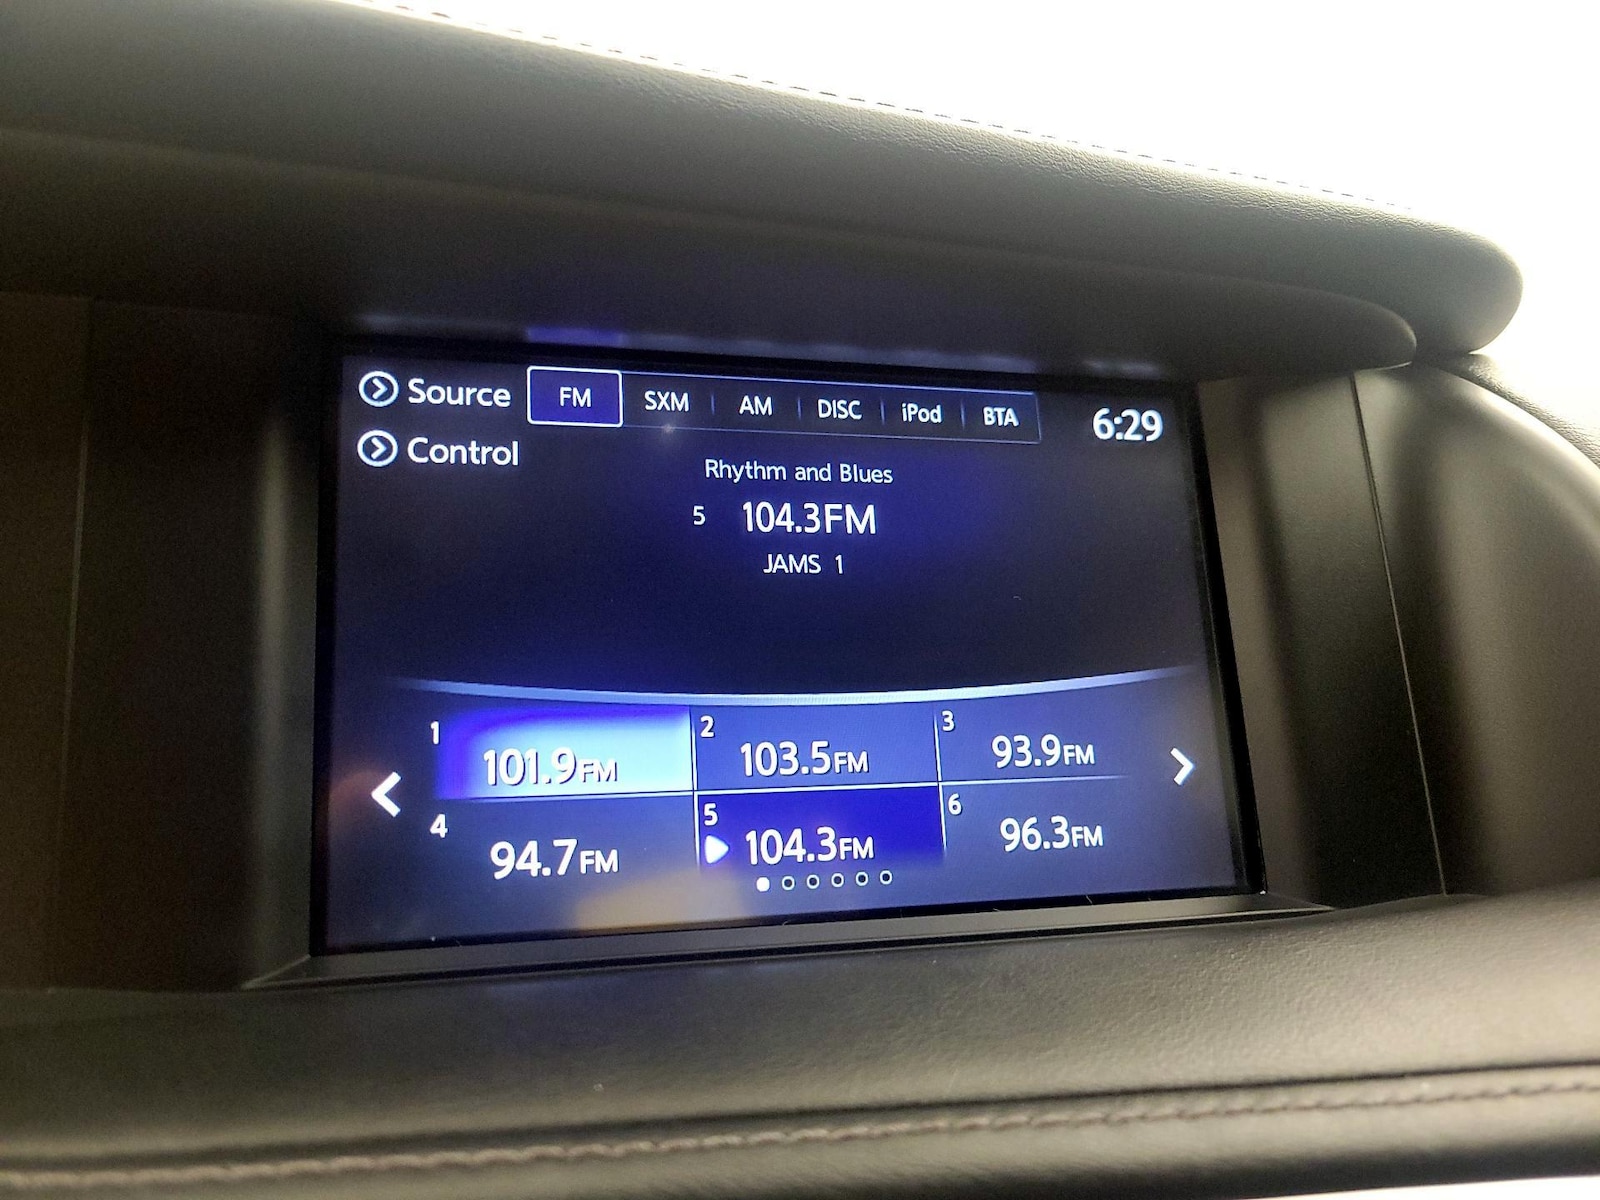 Source FM SXM AM DISC iPod BTA 6:29
Control
Rhythm and Blues
5 104.3FM
JAMS 1
1 101.9FM 2 103.5FM 3 93.9FM
4 94.7FM 5 104.3FM 6 96.3FM